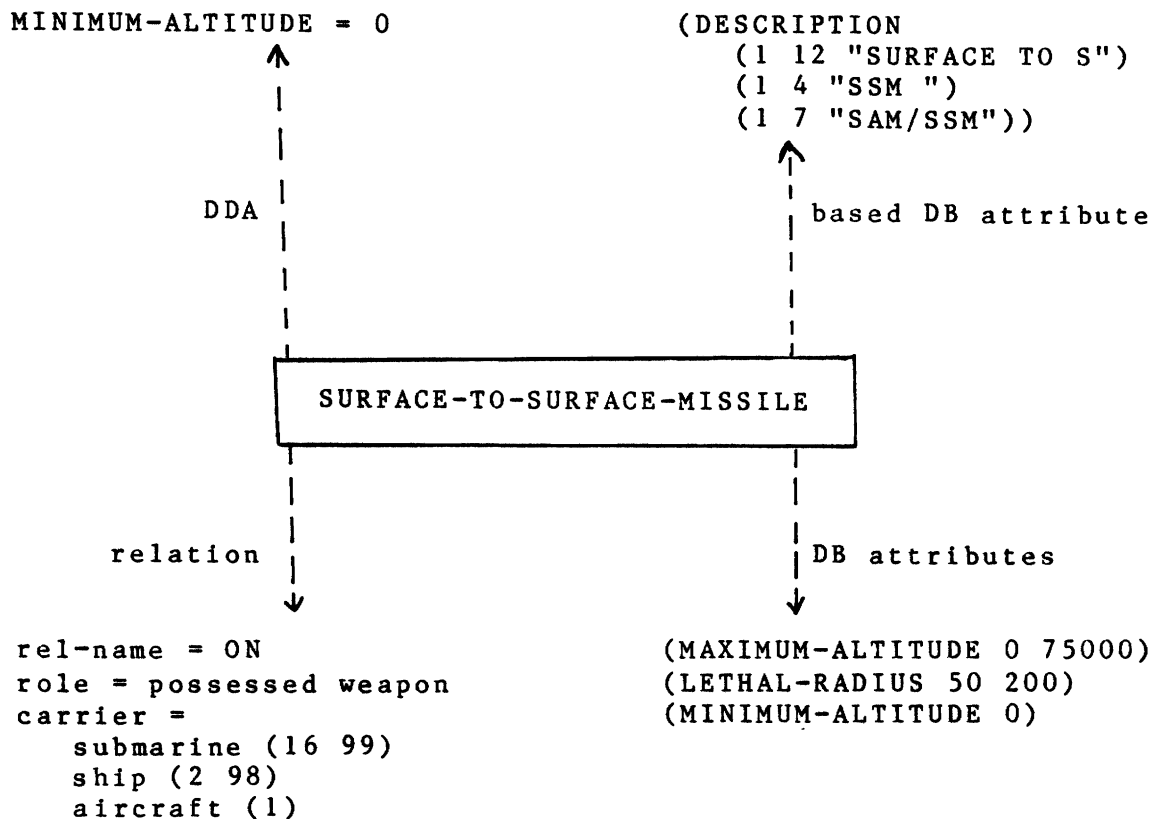 MINIMUM-ALTITUDE = 0
(DESCRIPTION
(1 12 "SURFACE TO S")
(1 4 "SSM ")
(1 7 "SAM/SSM"))
DDA
based DB attribute
SURFACE-TO-SURFACE-MISSILE
relation
DB attributes
rel-name = ON
role = possessed weapon
carrier =
submarine (16 99)
ship (2 98)
aircraft (1)
(MAXIMUM-ALTITUDE 0 75000)
(LETHAL-RADIUS 50 200)
(MINIMUM-ALTITUDE 0)